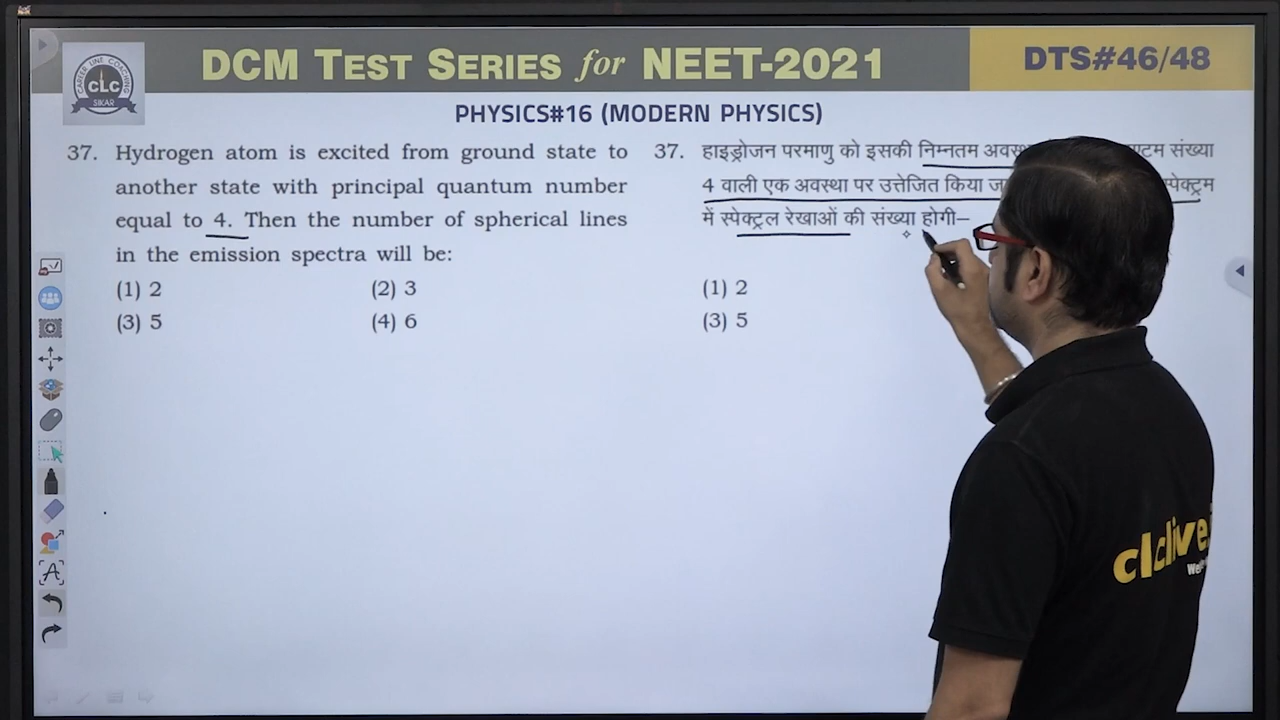 DCM TEST SERIES for NEET-2021
DTS#46/48
CAREER LINE COACHING
CLC
SIKAR
PHYSICS#16 (MODERN PHYSICS)
37. Hydrogen atom is excited from ground state to
another state with principal quantum number
equal to 4. Then the number of spherical lines
in the emission spectra will be:
(1) 2 (2) 3
(3) 5 (4) 6
37. हाइड्रोजन परमाणु को इसकी निम्नतम संख्या
4 वाली एक अवस्था पर उत्तेजित किया
में स्पेक्ट्रल रेखाओं की संख्या होगी–
(1) 2
(3) 5
clclive